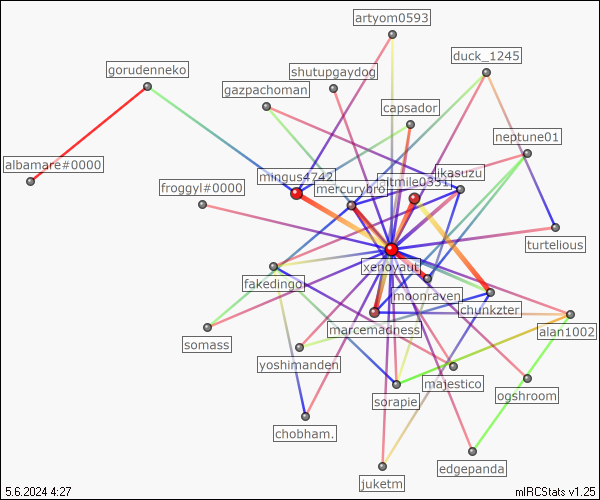 artyom0593
duck_1245
gorudenneko
shutupgaydog
gazpachoman
capsador
neptune01
albamare#0000
mingus4742
ikasuzu
froggyl#0000
mercurybro
ritmile0351
turtelious
xenoyaut
fakedingo
moonraven
chunkzter
marcemadness
alan1002
somass
yoshimanden
majestico
sorapie
ogshroom
chobham.
edgepanda
juketm
5.6.2024 4:27
mIRCStats v1.25